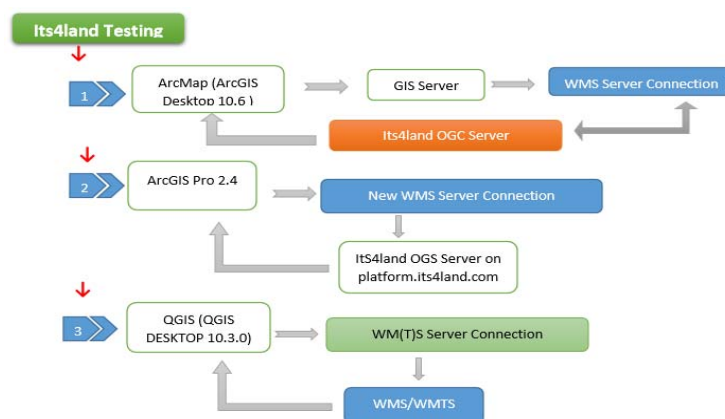 Its4land Testing
1
ArcMap (ArcGIS
Desktop 10.6 )
GIS Server
WMS Server Connection
Its4land OGC Server
2
ArcGIS Pro 2.4
New WMS Server Connection
ItS4land OGS Server on
platform.its4land.com
3
QGIS (QGIS
DESKTOP 10.3.0)
WM(T)S Server Connection
WMS/WMTS